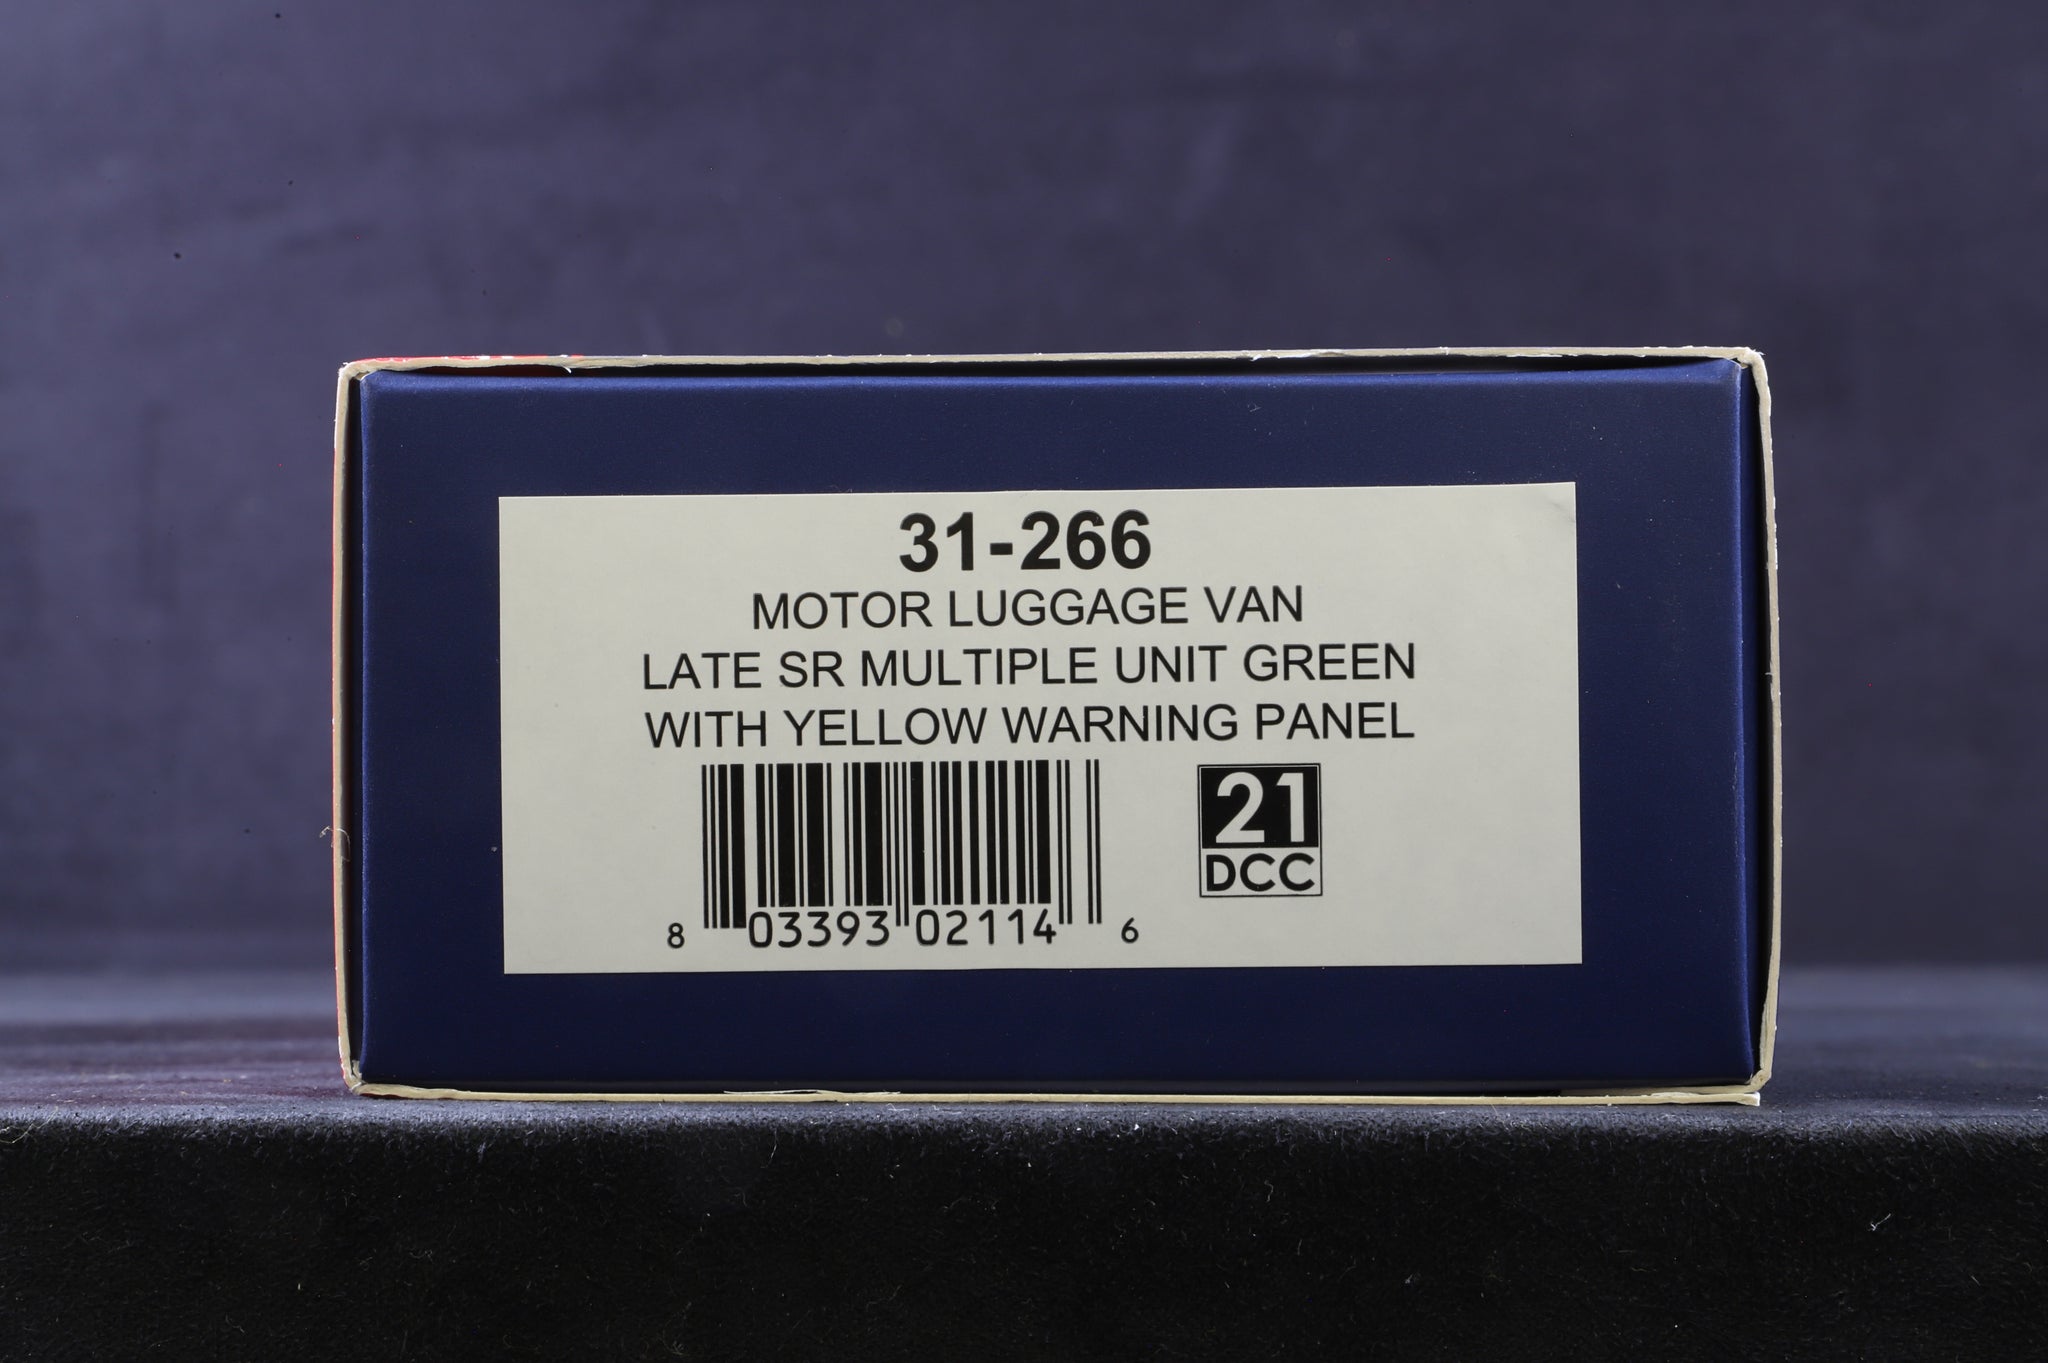 31-266
MOTOR LUGGAGE VAN
LATE SR MULTIPLE UNIT GREEN
WITH YELLOW WARNING PANEL
21
DCC
8 03393 02114 6